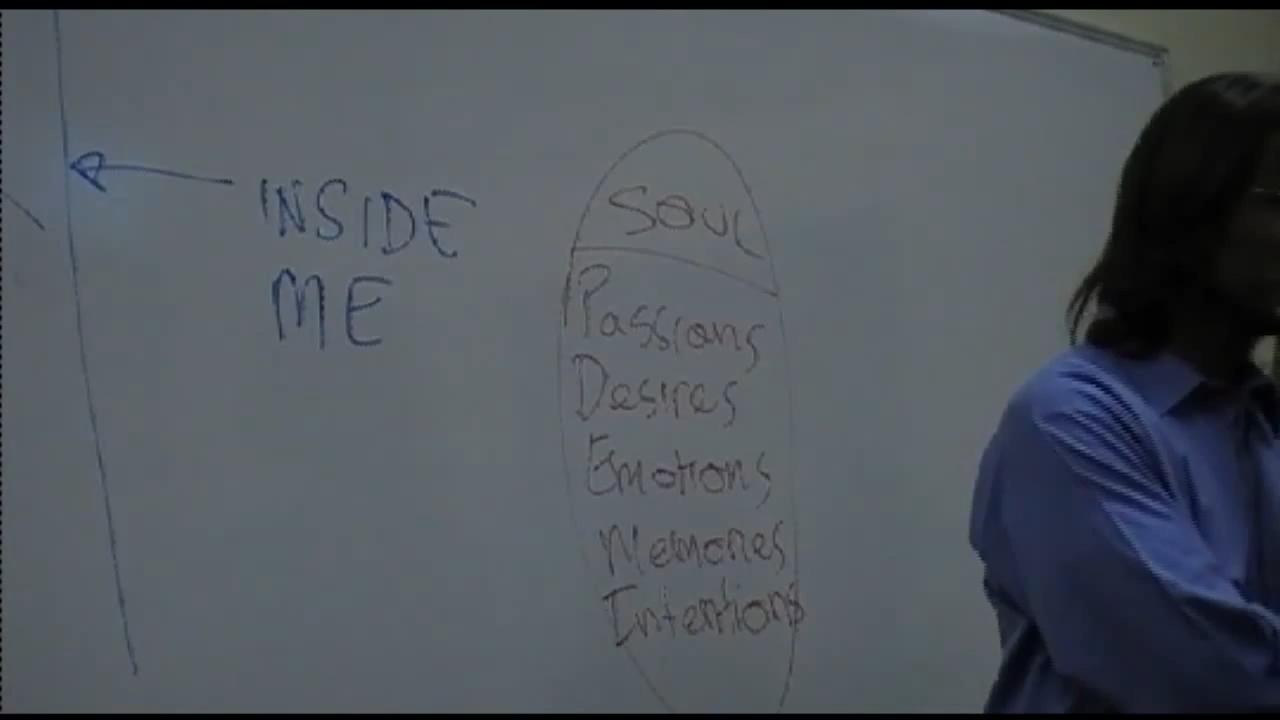 INSIDE
ME
SOUL
Passions
Desires
Emotions
Memories
Intentions